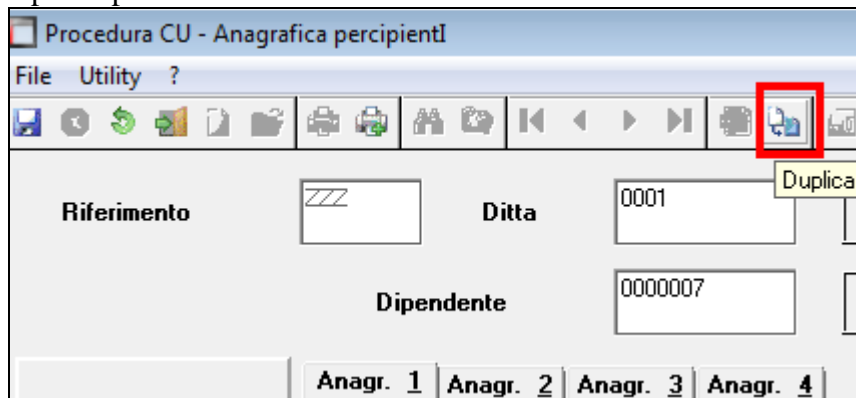 Procedura CU - Anagrafica percipientI
File Utility ?
Duplica
Riferimento ZZZ Ditta 0001
Dipendente 0000007
Anagr. 1 Anagr. 2 Anagr. 3 Anagr. 4